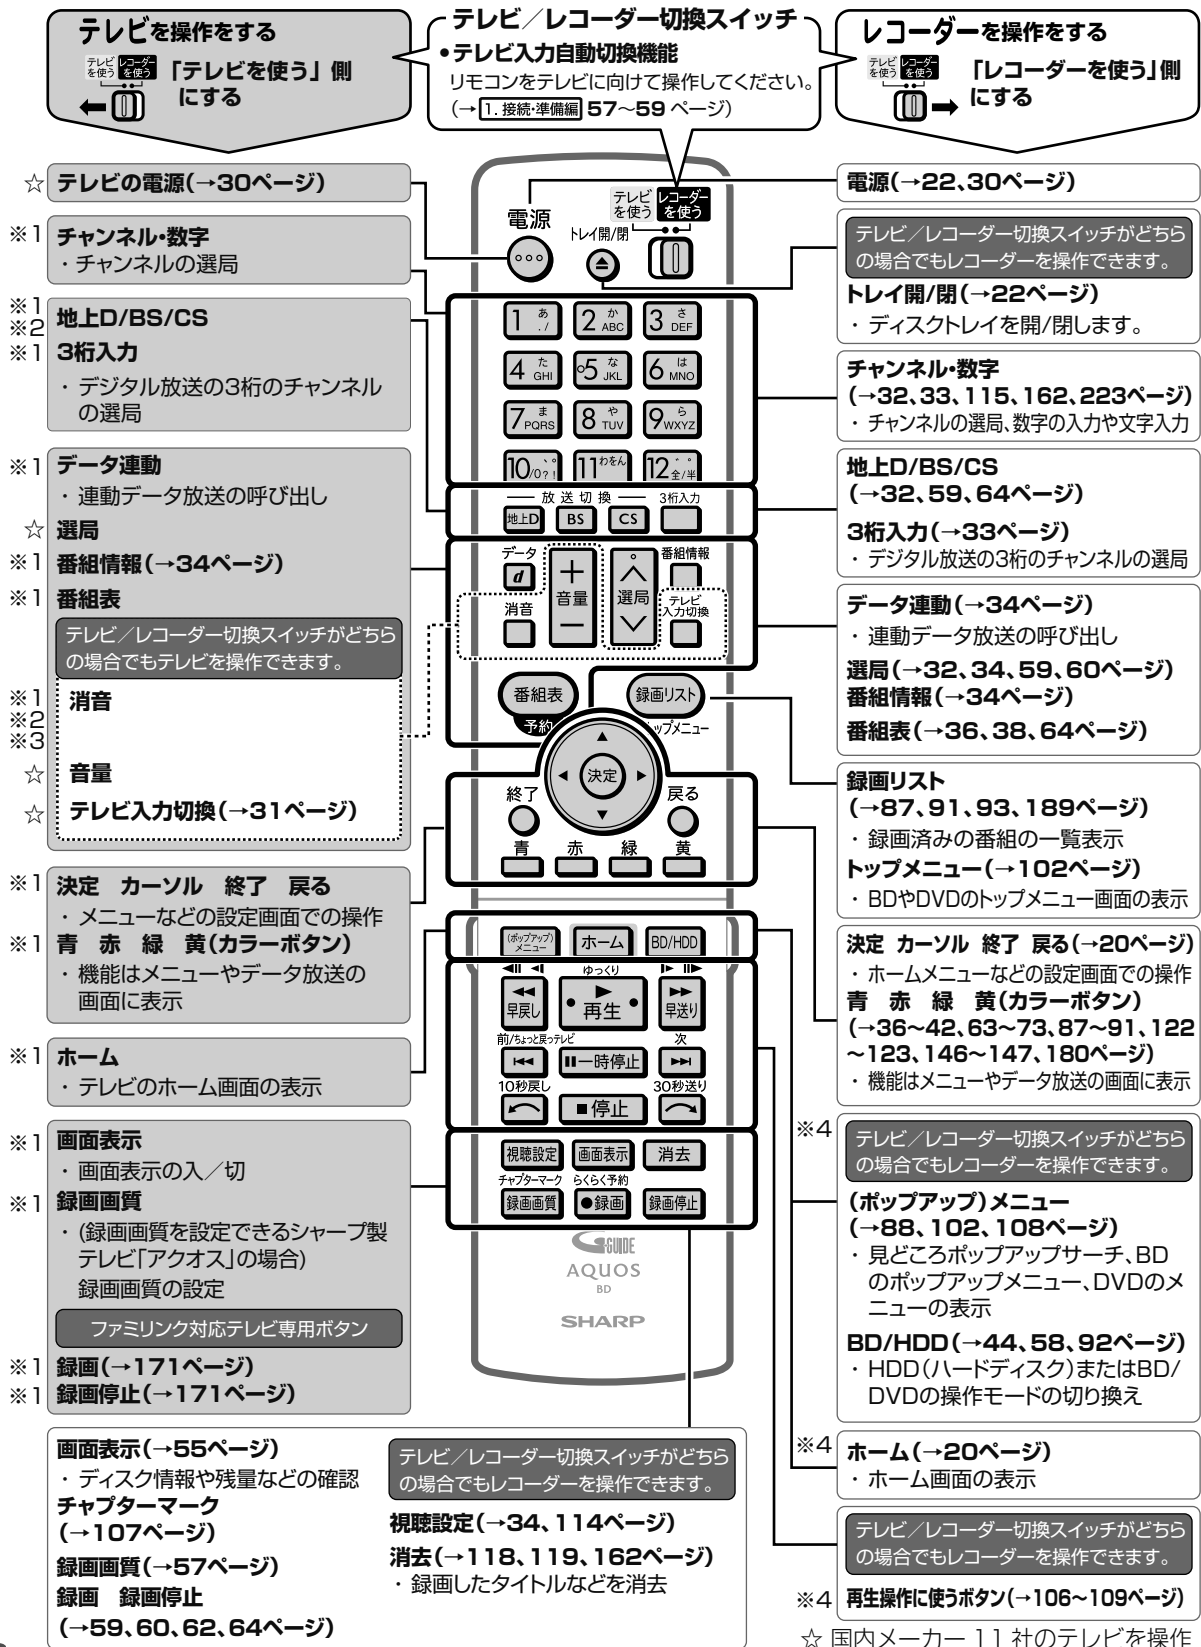 テレビを操作をする
テレビを使う レコーダーを使う
「テレビを使う」側
にする
テレビ／レコーダー切換スイッチ
•テレビ入力自動切換機能
リモコンをテレビに向けて操作してください。
(→1. 接続・準備編 57～59 ページ)
レコーダーを操作をする
テレビを使う レコーダーを使う
「レコーダーを使う」側
にする
☆ テレビの電源(→30ページ)
※1 チャンネル・数字
・チャンネルの選局
※1
※2 地上D/BS/CS
※1 3桁入力
・デジタル放送の3桁のチャンネル
の選局
※1 データ連動
・連動データ放送の呼び出し
☆ 選局
※1 番組情報(→34ページ)
※1 番組表
テレビ／レコーダー切換スイッチがどちら
の場合でもテレビを操作できます。
※1
※2
※3 消音
☆ 音量
☆ テレビ入力切換(→31ページ)
※1 決定 カーソル 終了 戻る
・メニューなどの設定画面での操作
※1 青 赤 緑 黄(カラーボタン)
・機能はメニューやデータ放送の
画面に表示
※1 ホーム
・テレビのホーム画面の表示
※1 画面表示
・画面表示の入／切
※1 録画画質
・(録画画質を設定できるシャープ製
テレビ「アクオス」の場合)
録画画質の設定
ファミリンク対応テレビ専用ボタン
※1 録画(→171ページ)
※1 録画停止(→171ページ)
電源
テレビを使う レコーダーを使う
トレイ開/閉
1 あ ./
2 か ABC
3 さ DEF
4 た GHI
5 な JKL
6 は MNO
7 ま PQRS
8 や TUV
9 ら WXYZ
10 ゛゜ /0?!
11 わをん
12 全/半
放送切換 3桁入力
地上D BS CS
データ
d
音量
選局
番組情報
消音
テレビ
入力切換
番組表
予約
録画リスト
ップメニュー
決定
終了
戻る
青 赤 緑 黄
(ポップアップ)
メニュー
ホーム
BD/HDD
ゆっくり
早戻し
再生
早送り
前/ちょっと戻ってテレビ
次
一時停止
10秒戻し
30秒送り
停止
視聴設定 画面表示 消去
チャプターマーク らくらく予約
録画画質 ●録画 録画停止
G-GUIDE
AQUOS
BD
SHARP
電源(→22、30ページ)
テレビ／レコーダー切換スイッチがどちら
の場合でもレコーダーを操作できます。
トレイ開/閉(→22ページ)
・ディスクトレイを開/閉します。
チャンネル・数字
(→32、33、115、162、223ページ)
・チャンネルの選局、数字の入力や文字入力
地上D/BS/CS
(→32、59、64ページ)
3桁入力(→33ページ)
・デジタル放送の3桁のチャンネルの選局
データ連動(→34ページ)
・連動データ放送の呼び出し
選局(→32、34、59、60ページ)
番組情報(→34ページ)
番組表(→36、38、64ページ)
録画リスト
(→87、91、93、189ページ)
・録画済みの番組の一覧表示
トップメニュー(→102ページ)
・BDやDVDのトップメニュー画面の表示
決定 カーソル 終了 戻る(→20ページ)
・ホームメニューなどの設定画面での操作
青 赤 緑 黄(カラーボタン)
(→36～42、63～73、87～91、122
～123、146～147、180ページ)
・機能はメニューやデータ放送の画面に表示
※4 テレビ／レコーダー切換スイッチがどちら
の場合でもレコーダーを操作できます。
(ポップアップ)メニュー
(→88、102、108ページ)
・見どころポップアップサーチ、BD
のポップアップメニュー、DVDのメ
ニューの表示
BD/HDD(→44、58、92ページ)
・HDD(ハードディスク)またはBD/
DVDの操作モードの切り換え
※4 ホーム(→20ページ)
・ホーム画面の表示
テレビ／レコーダー切換スイッチがどちら
の場合でもレコーダーを操作できます。
※4 再生操作に使うボタン(→106～109ページ)
画面表示(→55ページ)
・ディスク情報や残量などの確認
チャプターマーク
(→107ページ)
録画画質(→57ページ)
録画 録画停止
(→59、60、62、64ページ)
テレビ／レコーダー切換スイッチがどちら
の場合でもレコーダーを操作できます。
視聴設定(→34、114ページ)
消去(→118、119、162ページ)
・録画したタイトルなどを消去
☆ 国内メーカー 11 社のテレビを操作